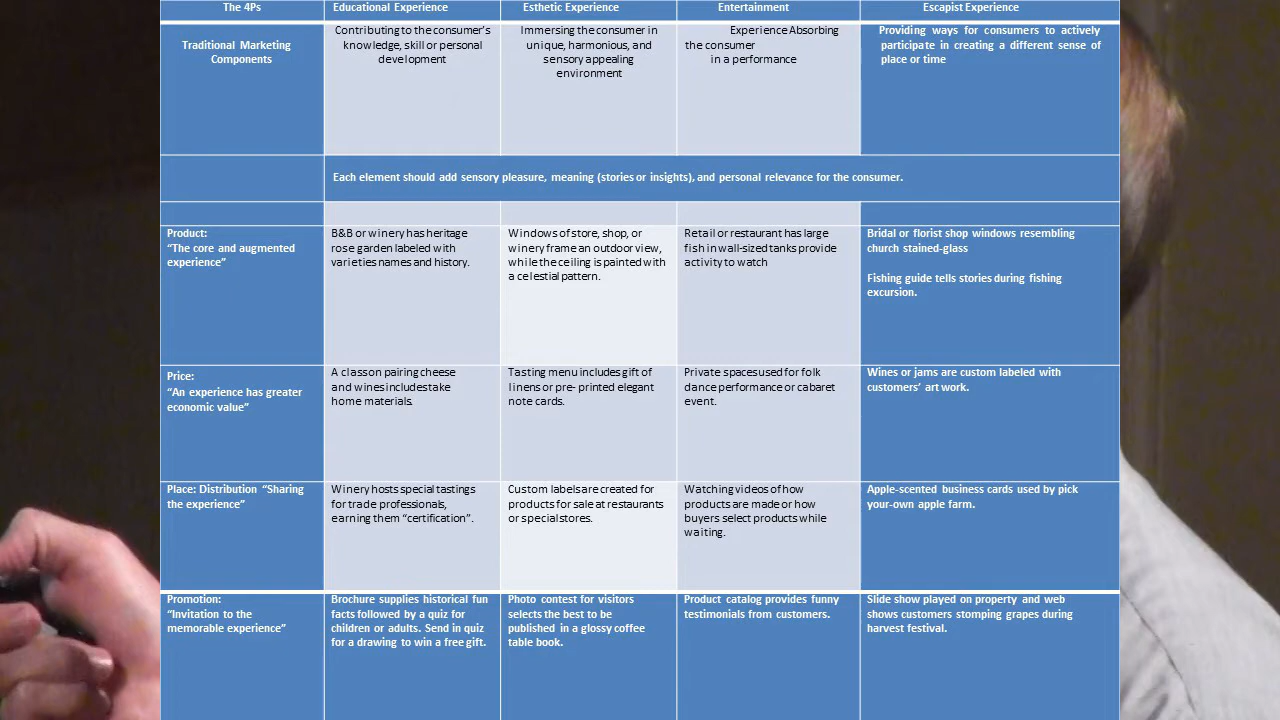 The 4Ps
Educational Experience
Esthetic Experience
Entertainment
Escapist Experience
Traditional Marketing
Components
Contributing to the consumer's
knowledge, skill or personal
development
Immersing the consumer in
unique, harmonious, and
sensory appealing
environment
Experience Absorbing
the consumer
in a performance
Providing ways for consumers to actively
participate in creating a different sense of
place or time
Each element should add sensory pleasure, meaning (stories or insights), and personal relevance for the consumer.
Product:
“The core and augmented
experience”
B&B or winery has heritage
rose garden labeled with
varieties names and history.
Windows of store, shop, or
winery frame an outdoor view,
while the ceiling is painted with
a celestial pattern.
Retail or restaurant has large
fish in wall-sized tanks provide
activity to watch
Bridal or florist shop windows resembling
church stained-glass
Fishing guide tells stories during fishing
excursion.
Price:
“An experience has greater
economic value”
A class on pairing cheese
and wines includes take
home materials.
Tasting menu includes gift of
linens or pre- printed elegant
note cards.
Private spaces used for folk
dance performance or cabaret
event.
Wines or jams are custom labeled with
customers’ art work.
Place: Distribution “Sharing
the experience”
Winery hosts special tastings
for trade professionals,
earning them “certification”.
Custom labels are created for
products for sale at restaurants
or special stores.
Watching videos of how
products are made or how
buyers select products while
waiting.
Apple-scented business cards used by pick
your-own apple farm.
Promotion:
“Invitation to the
memorable experience”
Brochure supplies historical fun
facts followed by a quiz for
children or adults. Send in quiz
for a drawing to win a free gift.
Photo contest for visitors
selects the best to be
published in a glossy coffee
table book.
Product catalog provides funny
testimonials from customers.
Slide show played on property and web
shows customers stomping grapes during
harvest festival.